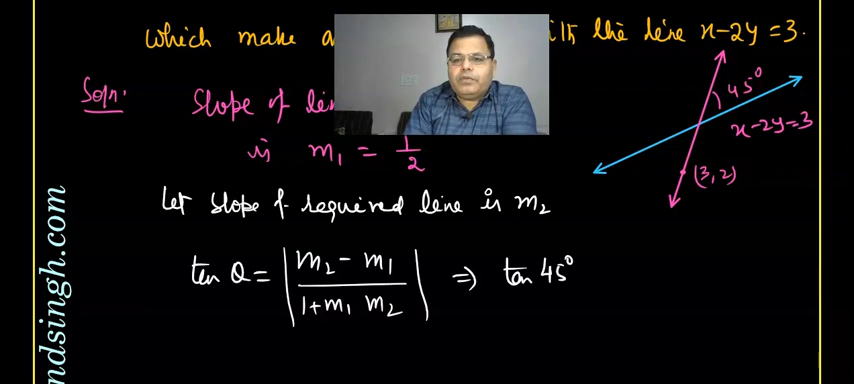 which make a
ith the line x-2y=3.
Soln:
Slope of lin
is m₁ = 1/2
45°
x-2y=3
(3,2)
Let slope of required line is m₂
tan θ = |m₂ - m₁ / 1+m₁ m₂| => tan 45°
ndsingh.com